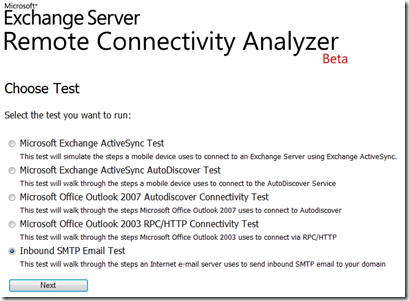 Microsoft®
Exchange Server
Remote Connectivity Analyzer
Beta
Choose Test
Select the test you want to run:
Microsoft Exchange ActiveSync Test
This test will simulate the steps a mobile device uses to connect to an Exchange Server using Exchange ActiveSync.
Microsoft Exchange ActiveSync AutoDiscover Test
This test will walk through the steps a mobile device uses to connect to the AutoDiscover Service
Microsoft Office Outlook 2007 Autodiscover Connectivity Test
This test will walk through the steps Microsoft Office Outlook 2007 uses to connect to Autodiscover
Microsoft Office Outlook 2003 RPC/HTTP Connectivity Test
This test will walk through the steps Microsoft Office Outlook 2003 uses to connect via RPC/HTTP
Inbound SMTP Email Test
This test will walk through the steps an Internet e-mail server uses to send inbound SMTP email to your domain
Next